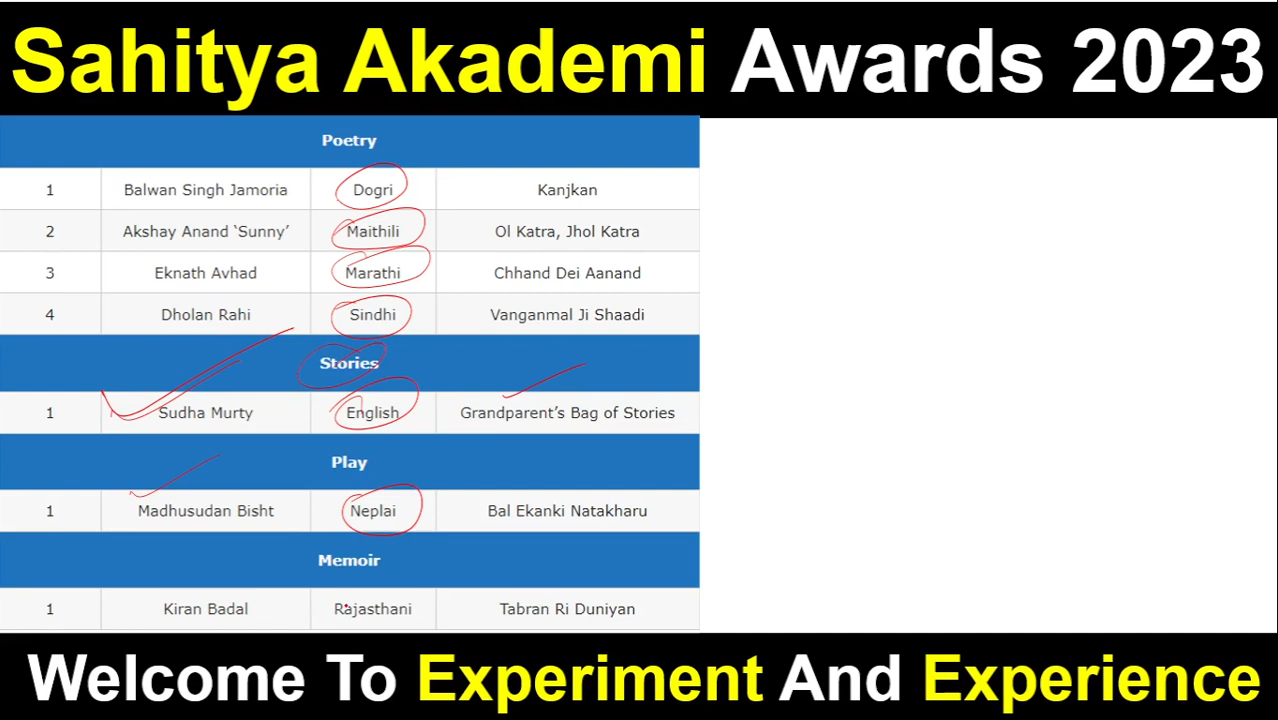 Sahitya Akademi Awards 2023
Poetry
1 Balwan Singh Jamoria Dogri Kanjkan
2 Akshay Anand ‘Sunny’ Maithili Ol Katra, Jhol Katra
3 Eknath Avhad Marathi Chhand Dei Aanand
4 Dholan Rahi Sindhi Vanganmal Ji Shaadi
Stories
1 Sudha Murty English Grandparent’s Bag of Stories
Play
1 Madhusudan Bisht Neplai Bal Ekanki Natakharu
Memoir
1 Kiran Badal Rajasthani Tabran Ri Duniyan
Welcome To Experiment And Experience